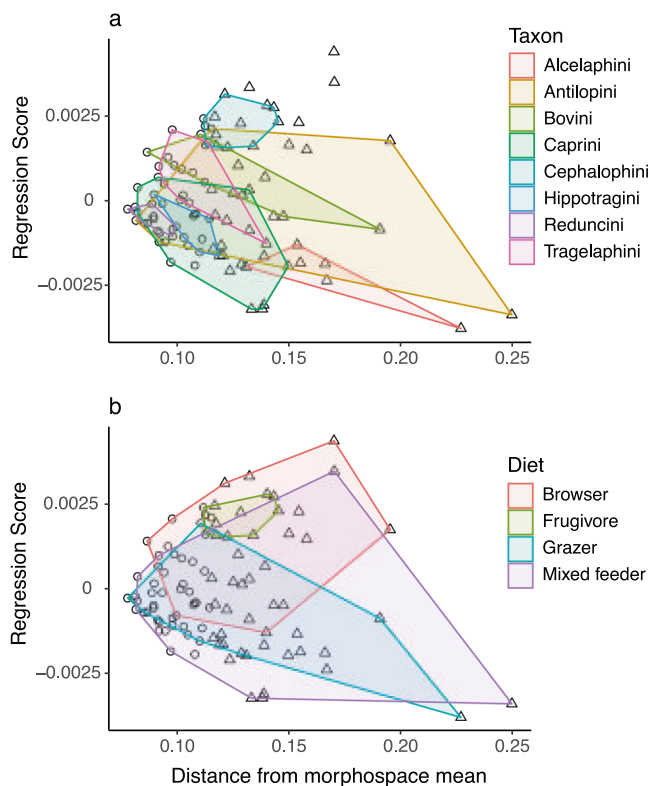 a
Regression Score
0.0025
0
−0.0025
0.10
0.15
0.20
0.25
Taxon
Alcelaphini
Antilopini
Bovini
Caprini
Cephalophini
Hippotragini
Reduncini
Tragelaphini
b
Regression Score
0.0025
0
−0.0025
0.10
0.15
0.20
0.25
Distance from morphospace mean
Diet
Browser
Frugivore
Grazer
Mixed feeder